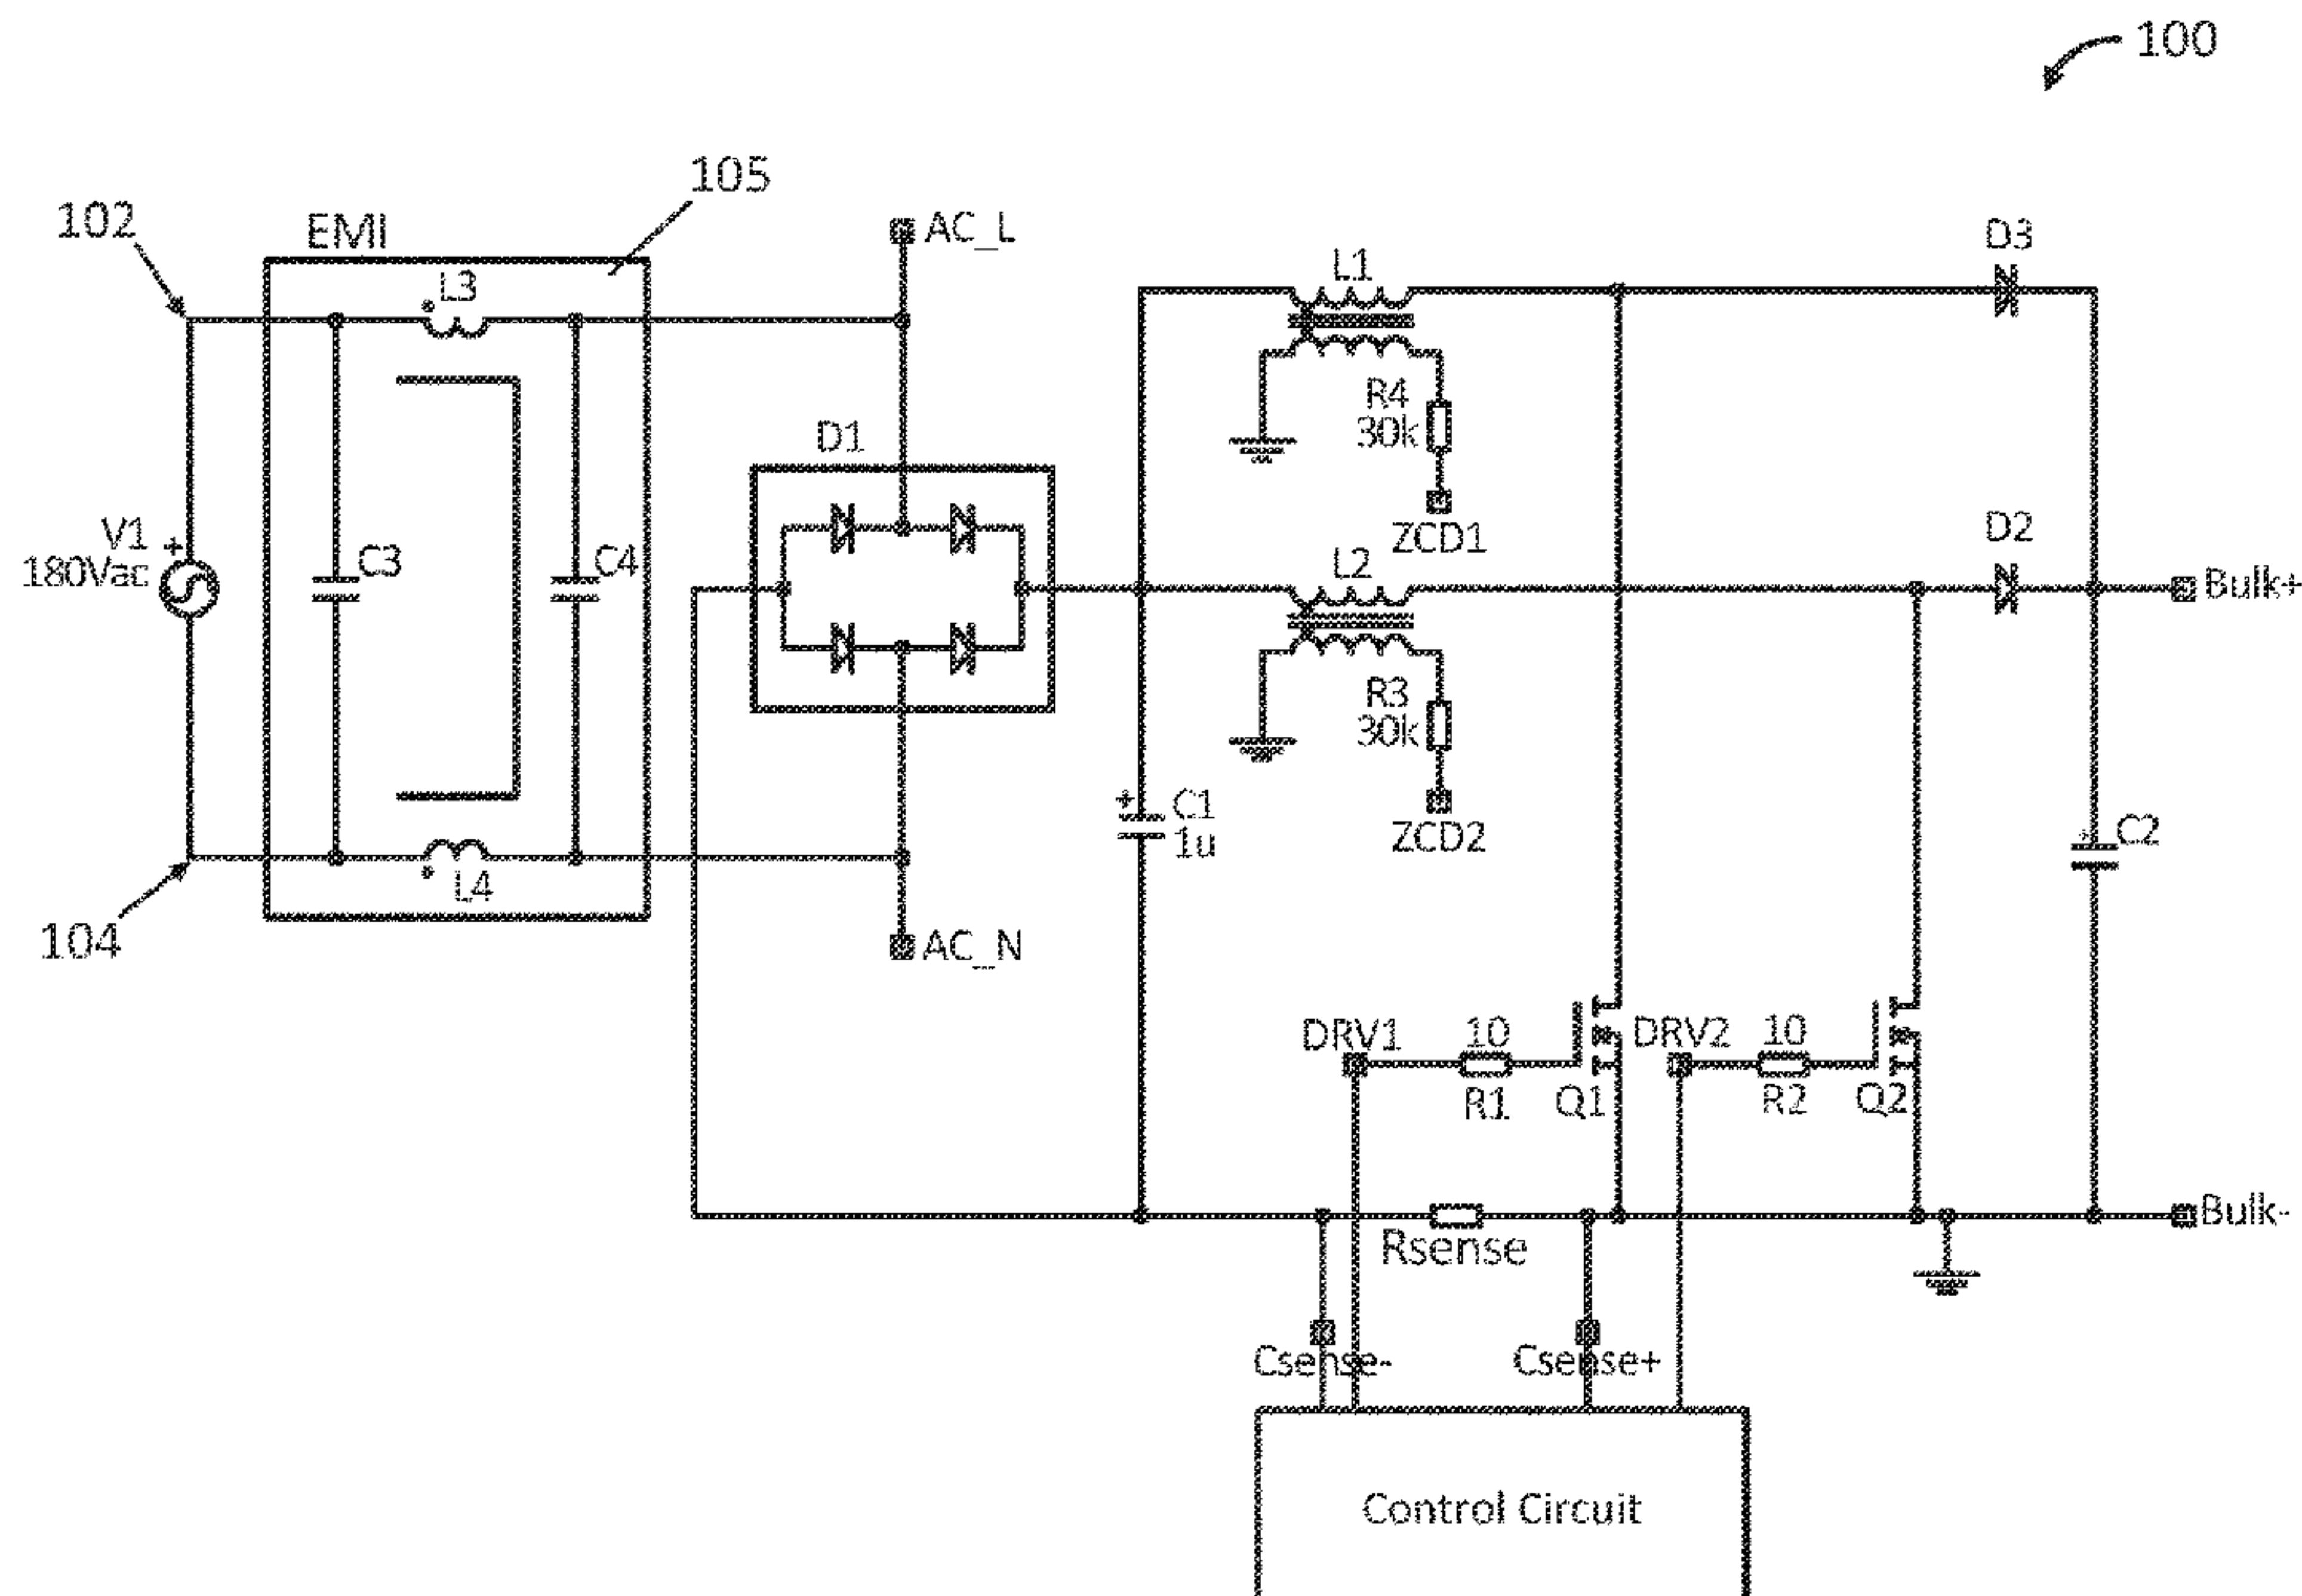 100
105
102
EMI
AC_L
L3
D3
L1
R4
30k
D1
ZCD1
D2
V1
+
180Vac
C3
C4
L2
Bulk+
R3
30k
+
C1
1u
ZCD2
+
C2
L4
104
AC_N
DRV1
10
DRV2
10
R1
Q1
R2
Q2
Rsense
Bulk-
Csense-
Csense+
Control Circuit